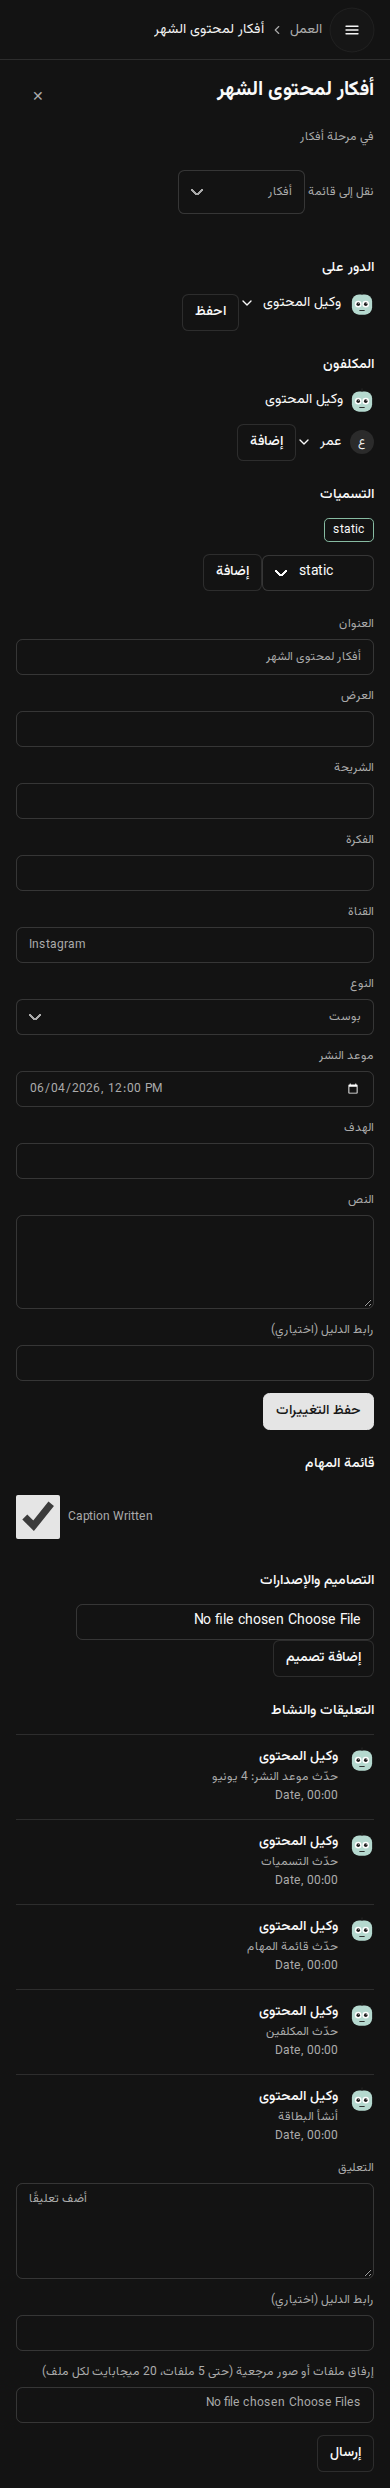 العمل > أفكار لمحتوى الشهر
أفكار لمحتوى الشهر
×
في مرحلة أفكار
نقل إلى قائمة أفكار
الدور على
وكيل المحتوى احفظ
المكلفون
وكيل المحتوى
ع عمر إضافة
التسميات
static
static إضافة
العنوان
أفكار لمحتوى الشهر
العرض
الشريحة
الفكرة
القناة
Instagram
النوع
بوست
موعد النشر
06/04/2026, 12:00 PM
الهدف
النص
رابط الدليل (اختياري)
حفظ التغييرات
قائمة المهام
Caption Written
التصاميم والإصدارات
No file chosen Choose File
إضافة تصميم
التعليقات والنشاط
وكيل المحتوى
حدّث موعد النشر: 4 يونيو
Date, 00:00
وكيل المحتوى
حدّث التسميات
Date, 00:00
وكيل المحتوى
حدّث قائمة المهام
Date, 00:00
وكيل المحتوى
حدّث المكلفين
Date, 00:00
وكيل المحتوى
أنشأ البطاقة
Date, 00:00
التعليق
أضف تعليقًا
رابط الدليل (اختياري)
إرفاق ملفات أو صور مرجعية (حتى 5 ملفات، 20 ميجابايت لكل ملف)
No file chosen Choose Files
إرسال